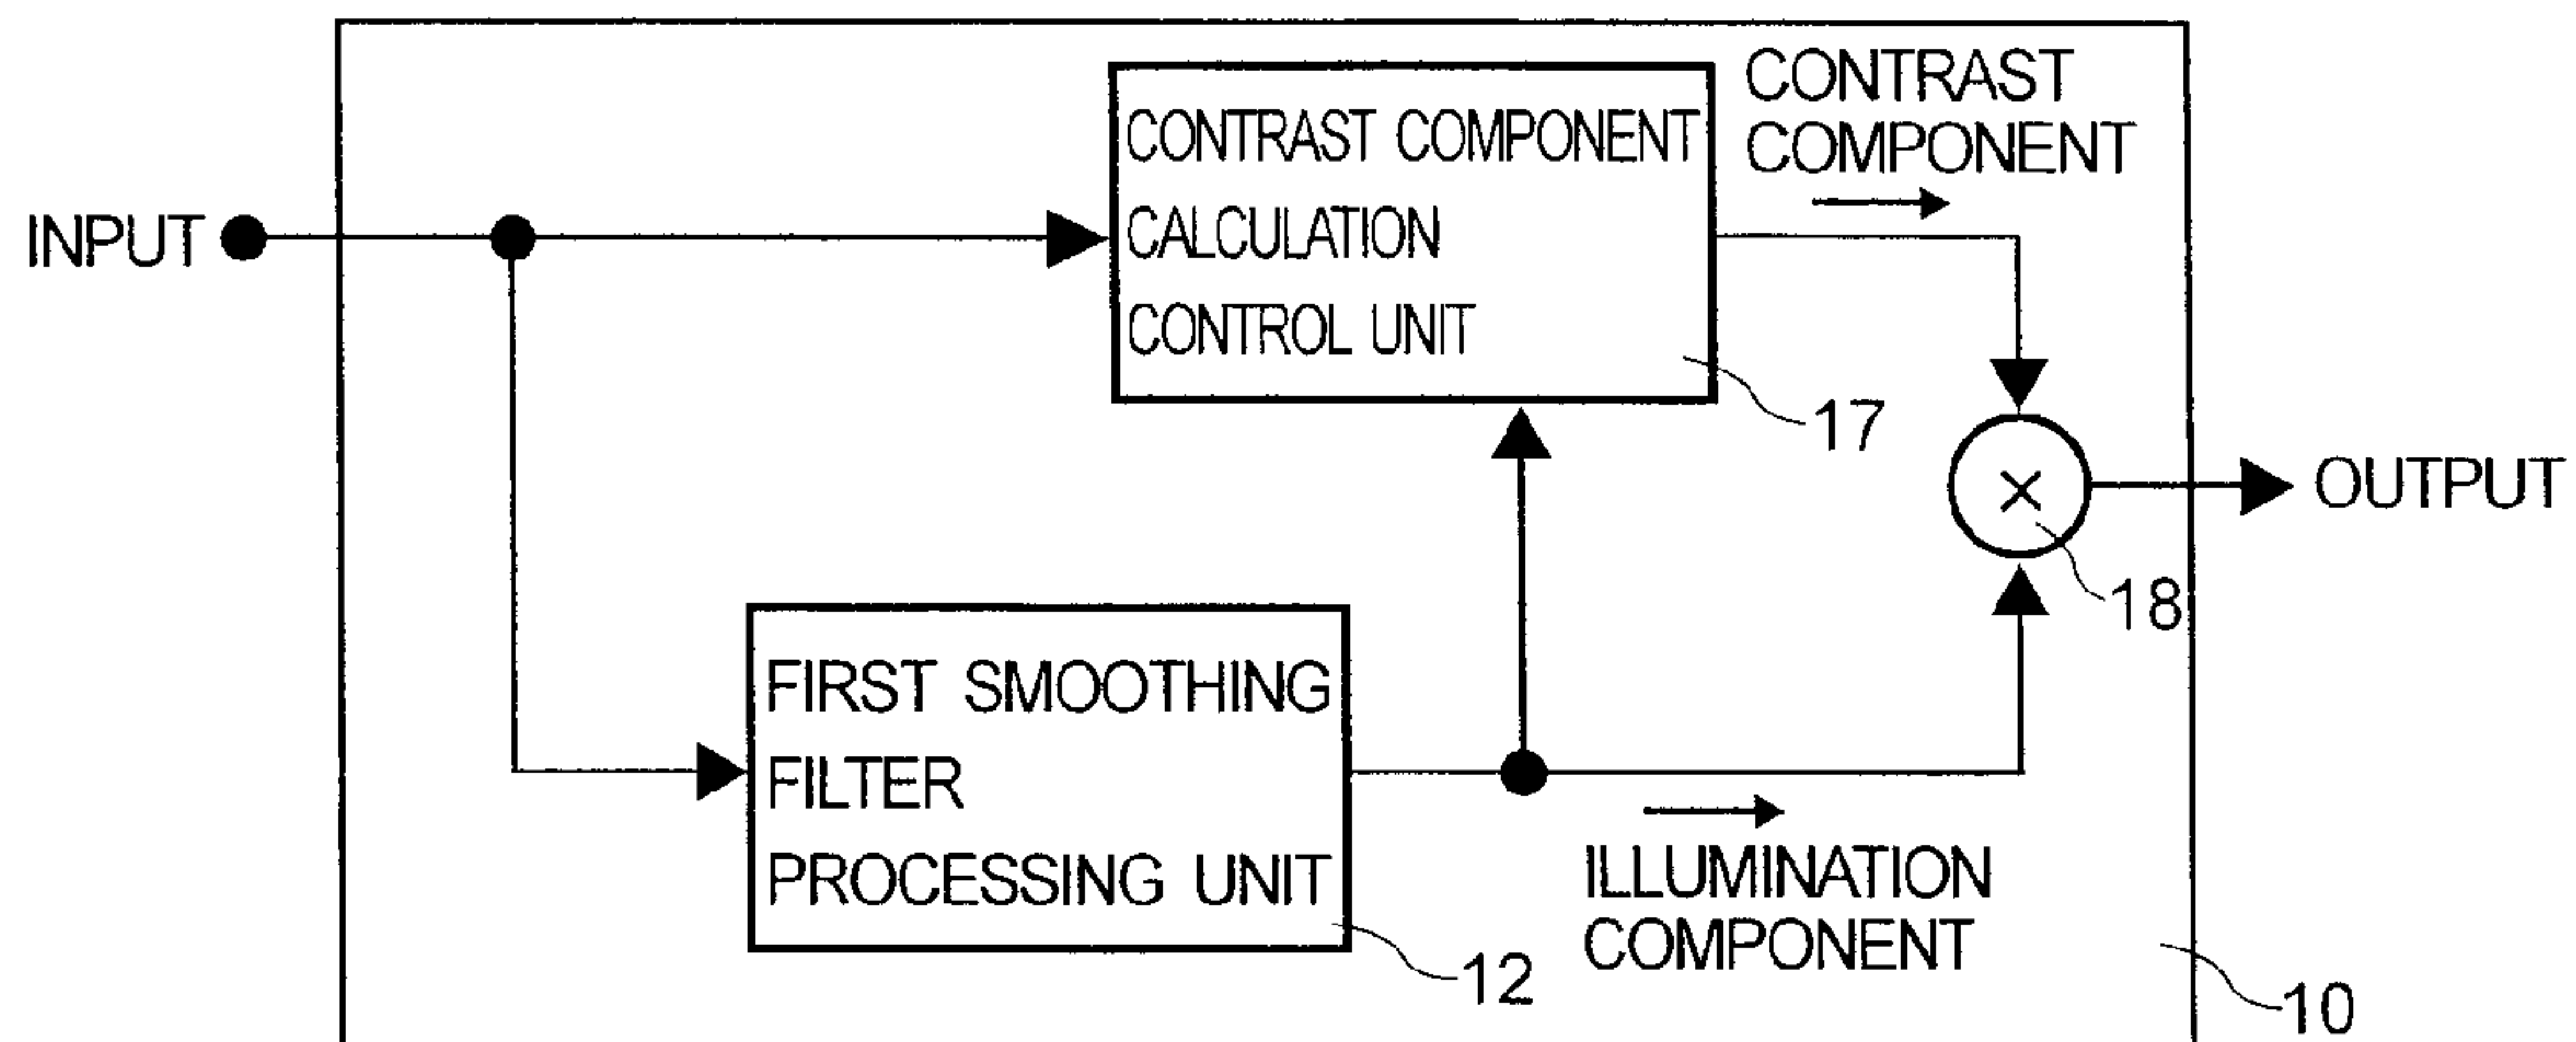 INPUT
CONTRAST COMPONENT
CALCULATION
CONTROL UNIT
17
CONTRAST
COMPONENT
×
18
OUTPUT
FIRST SMOOTHING
FILTER
PROCESSING UNIT
12
ILLUMINATION
COMPONENT
10